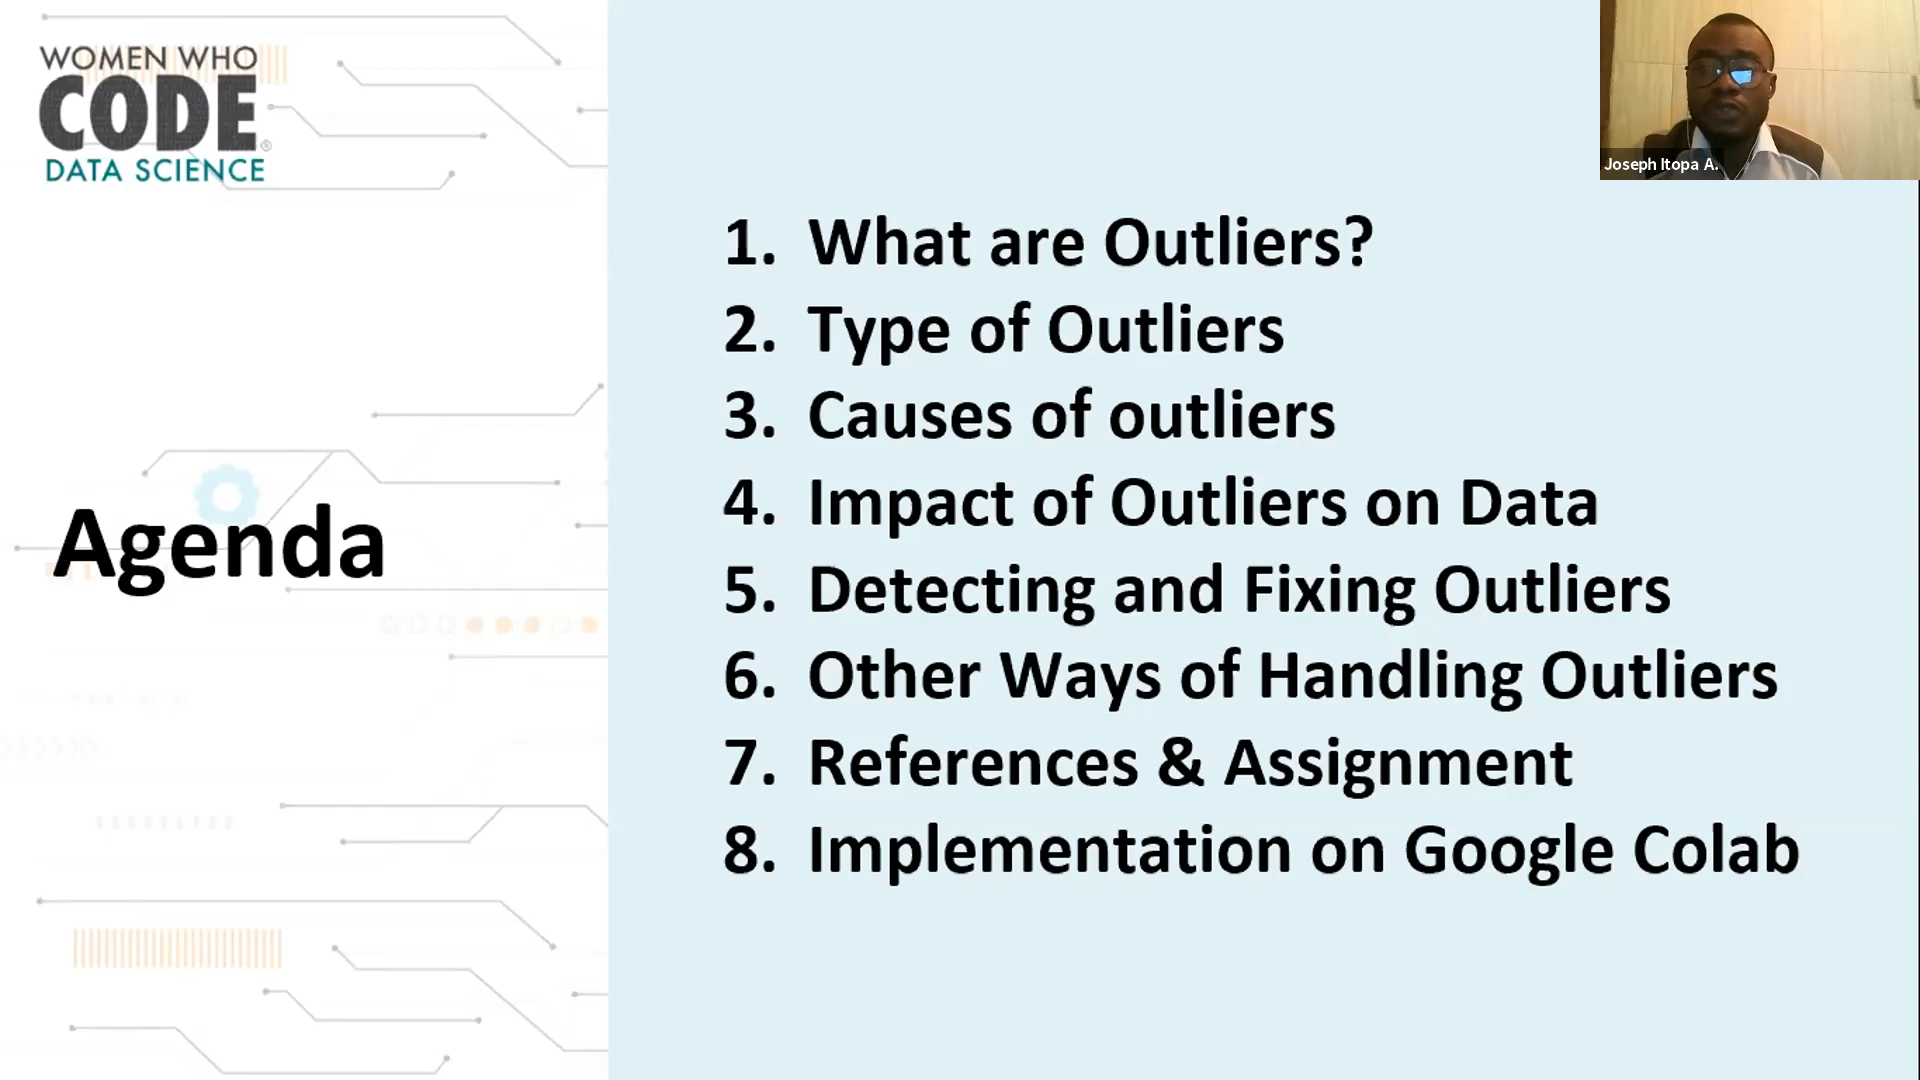 WOMEN WHO
CODE®
DATA SCIENCE
Joseph Itopa A.
Agenda
1. What are Outliers?
2. Type of Outliers
3. Causes of outliers
4. Impact of Outliers on Data
5. Detecting and Fixing Outliers
6. Other Ways of Handling Outliers
7. References & Assignment
8. Implementation on Google Colab